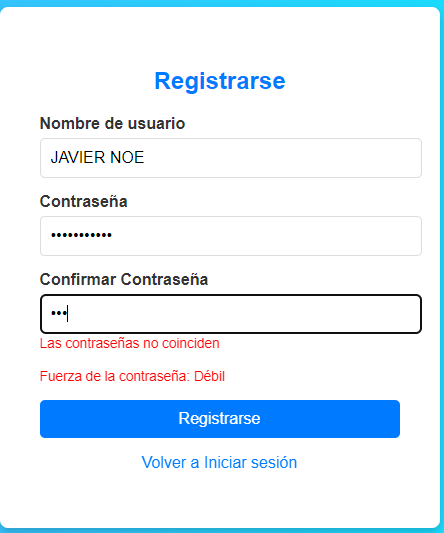 Registrarse
Nombre de usuario
JAVIER NOE
Contraseña
•••••••••••
Confirmar Contraseña
•••
Las contraseñas no coinciden
Fuerza de la contraseña: Débil
Registrarse
Volver a Iniciar sesión